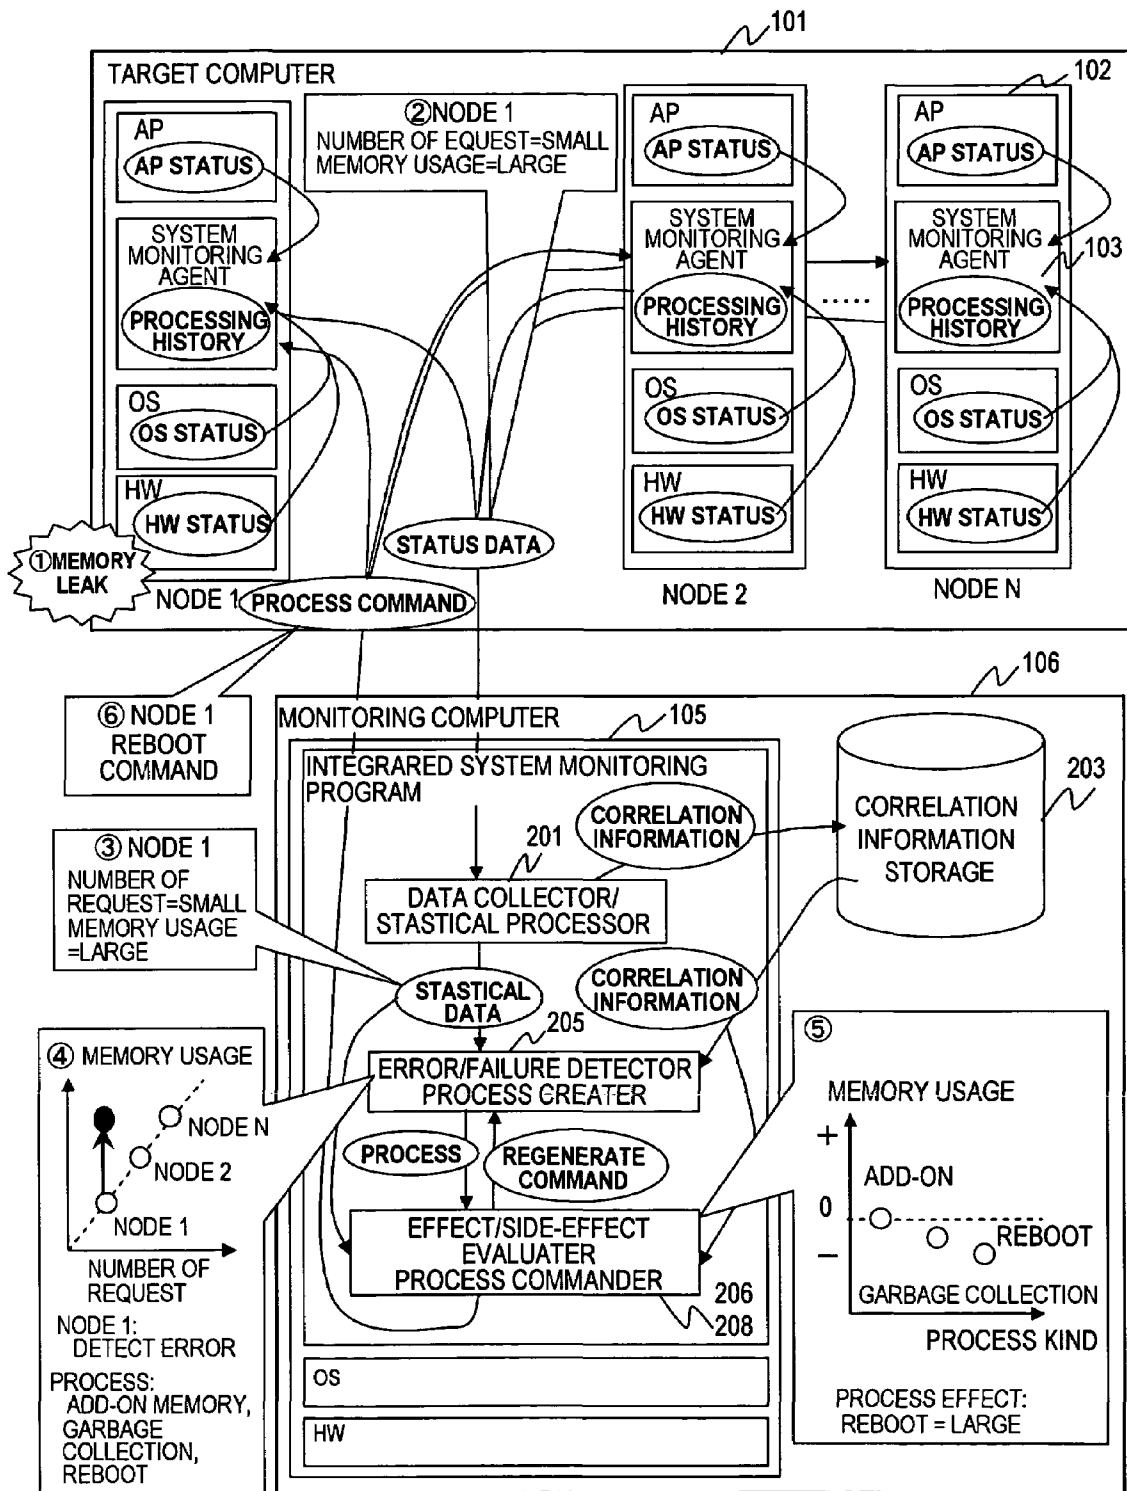 101
TARGET COMPUTER
102
AP
AP STATUS
SYSTEM
MONITORING
AGENT
PROCESSING
HISTORY
OS
OS STATUS
HW
HW STATUS
①MEMORY
LEAK
NODE 1
②NODE 1
NUMBER OF EQUEST=SMALL
MEMORY USAGE=LARGE
STATUS DATA
PROCESS COMMAND
AP
AP STATUS
SYSTEM
MONITORING
AGENT
PROCESSING
HISTORY
OS
OS STATUS
HW
HW STATUS
NODE 2
.....
AP
AP STATUS
SYSTEM
MONITORING
AGENT
103
PROCESSING
HISTORY
OS
OS STATUS
HW
HW STATUS
NODE N
⑥ NODE 1
REBOOT
COMMAND
106
MONITORING COMPUTER
105
INTEGRARED SYSTEM MONITORING
PROGRAM
CORRELATION
INFORMATION
203
CORRELATION
INFORMATION
STORAGE
③ NODE 1
NUMBER OF
REQUEST=SMALL
MEMORY USAGE
=LARGE
201
DATA COLLECTOR/
STASTICAL PROCESSOR
STASTICAL
DATA
CORRELATION
INFORMATION
205
ERROR/FAILURE DETECTOR
PROCESS GREATER
PROCESS
REGENERATE
COMMAND
EFFECT/SIDE-EFFECT
EVALUATER
PROCESS COMMANDER
206
208
OS
HW
④ MEMORY USAGE
NODE N
NODE 2
NODE 1
NUMBER OF
REQUEST
NODE 1:
DETECT ERROR
PROCESS:
ADD-ON MEMORY,
GARBAGE
COLLECTION,
REBOOT
⑤
MEMORY USAGE
+
ADD-ON
0
REBOOT
−
GARBAGE COLLECTION
PROCESS KIND
PROCESS EFFECT:
REBOOT = LARGE